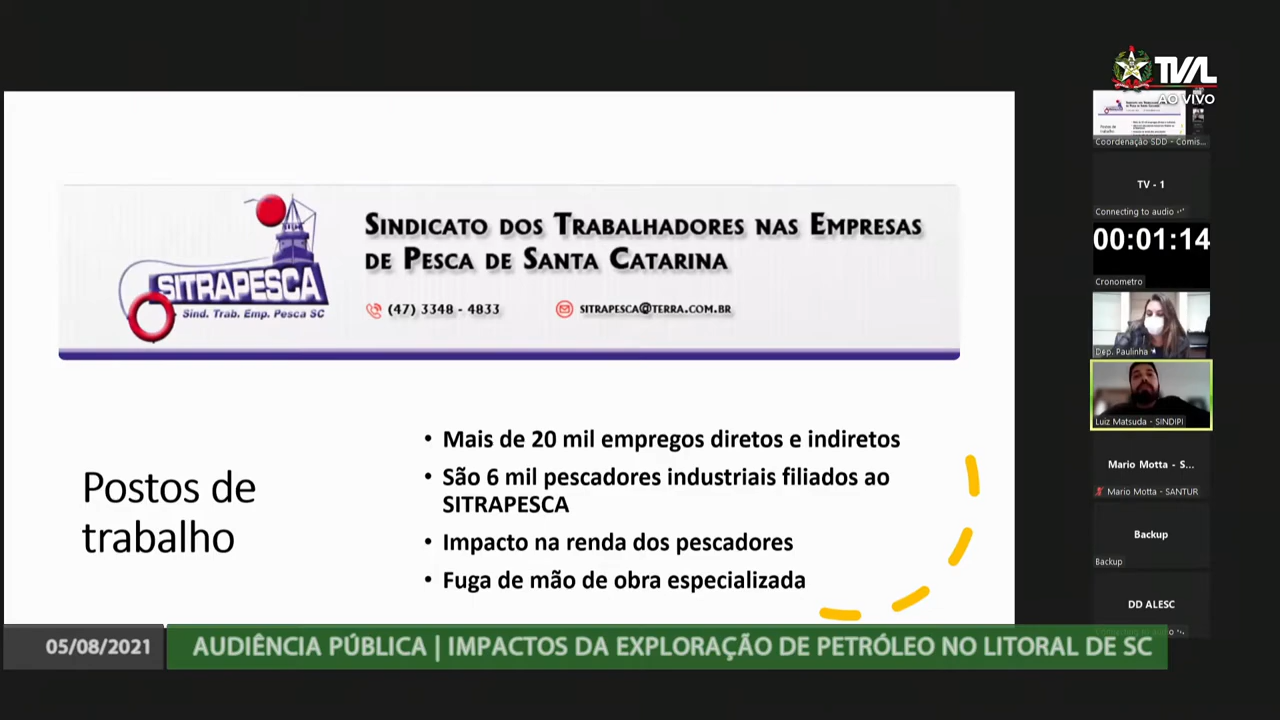 TVAL
AO VIVO
SINDICATO DOS TRABALHADORES NAS EMPRESAS
DE PESCA DE SANTA CATARINA
SITRAPESCA
Sind. Trab. Emp. Pesca SC
(47) 3348 - 4833
SITRAPESCA@TERRA.COM.BR
Postos de
trabalho
• Mais de 20 mil empregos diretos e indiretos
• São 6 mil pescadores industriais filiados ao
SITRAPESCA
• Impacto na renda dos pescadores
• Fuga de mão de obra especializada
Coordenação SDD - Comis...
TV - 1
Connecting to audio
00:01:14
Cronometro
Dep. Paulinha
Luiz Matsuda - SINDIPI
Mario Motta - S...
Mario Motta - SANTUR
Backup
Backup
DD ALESC
05/08/2021
AUDIÊNCIA PÚBLICA | IMPACTOS DA EXPLORAÇÃO DE PETRÓLEO NO LITORAL DE SC